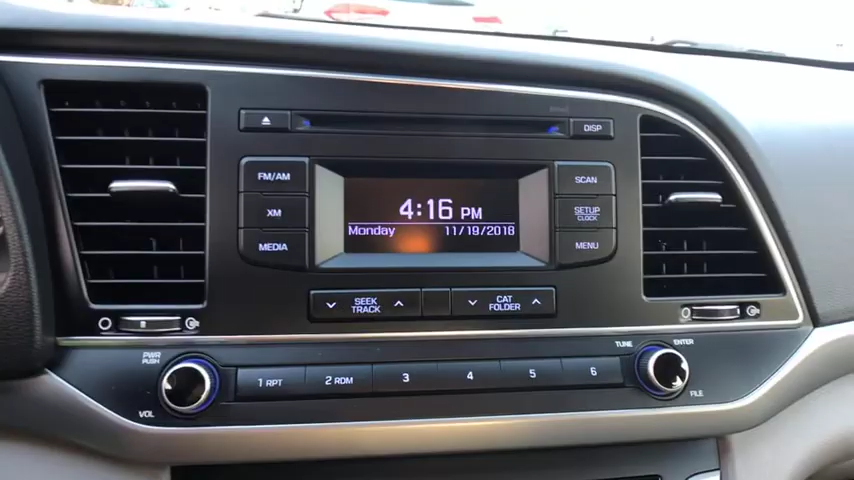 DISP
FM/AM
SCAN
4:16 PM
XM
SETUP
CLOCK
Monday 11/19/2018
MEDIA
MENU
SEEK
TRACK
CAT
FOLDER
PWR
PUSH
TUNE
ENTER
1 RPT
2 RDM
3
4
5
6
VOL
FILE